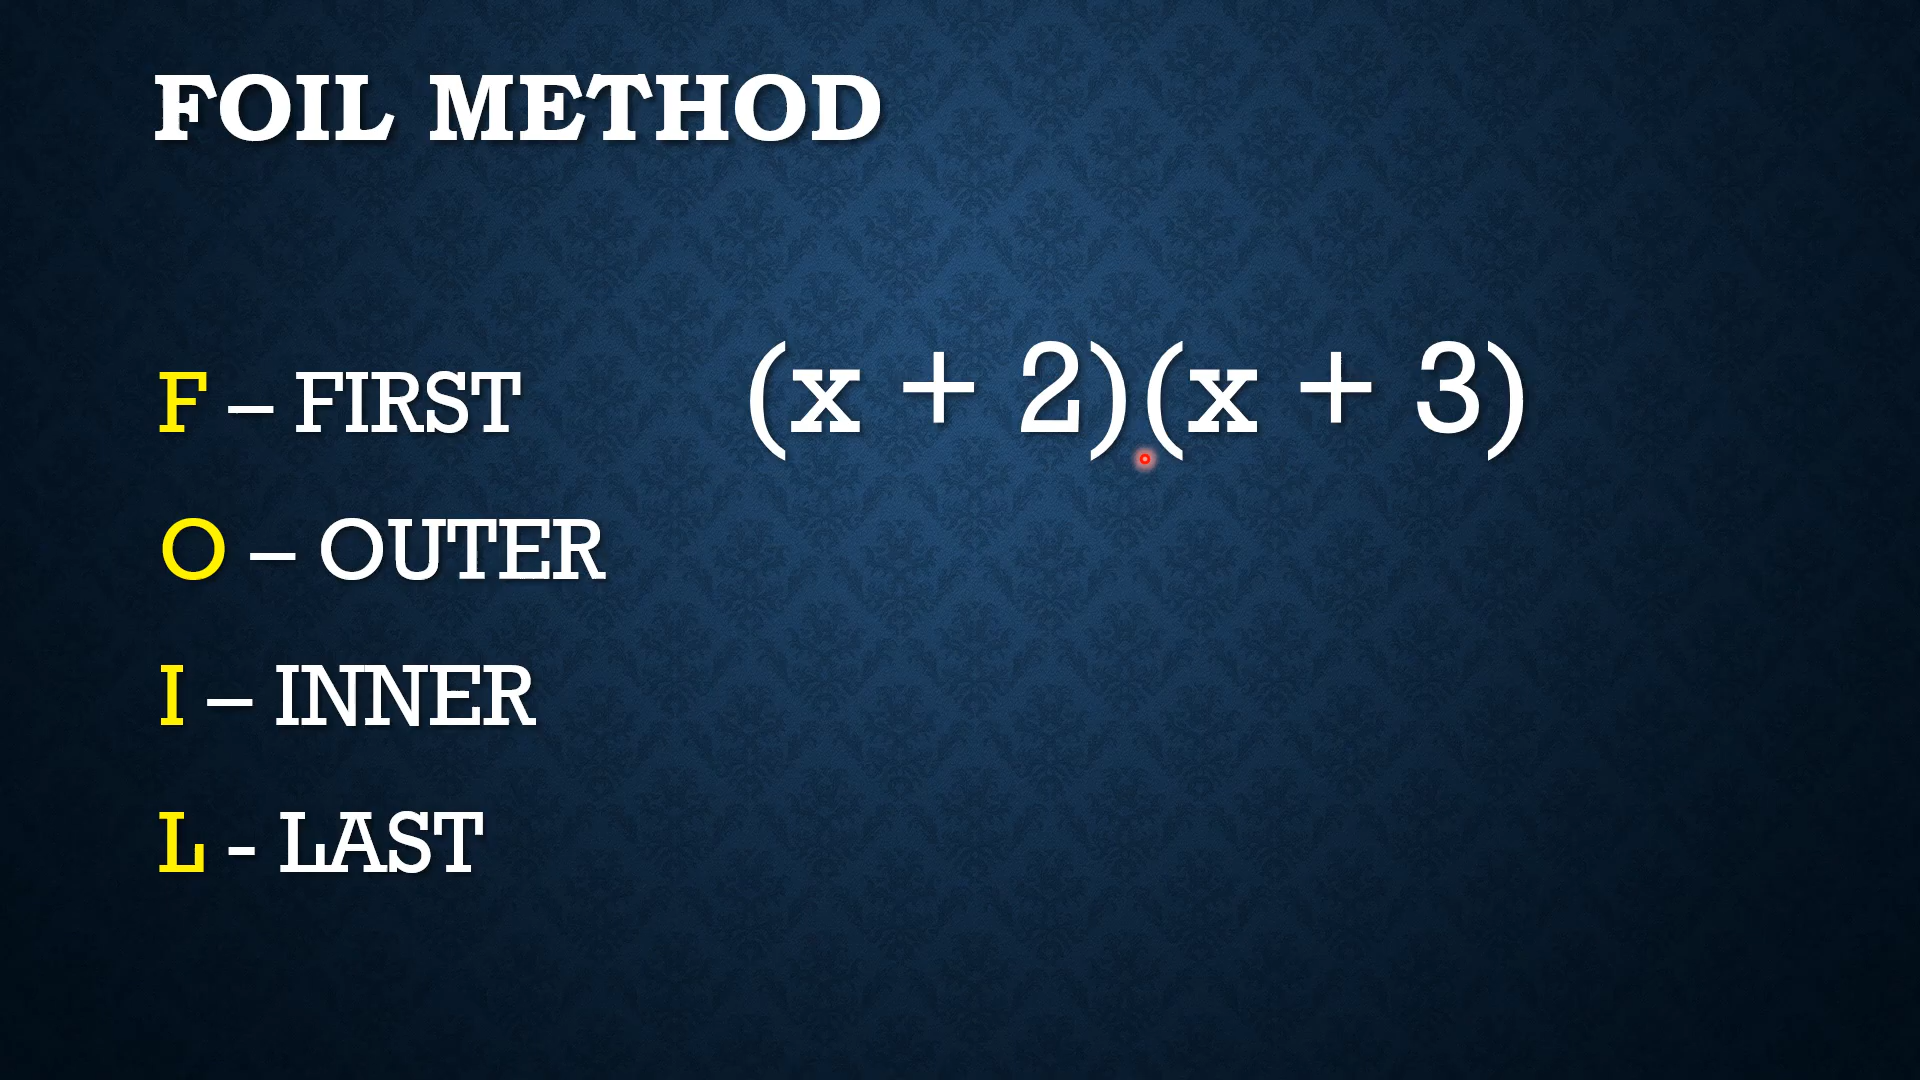 FOIL METHOD
F – FIRST
(x + 2)(x + 3)
O – OUTER
I – INNER
L - LAST